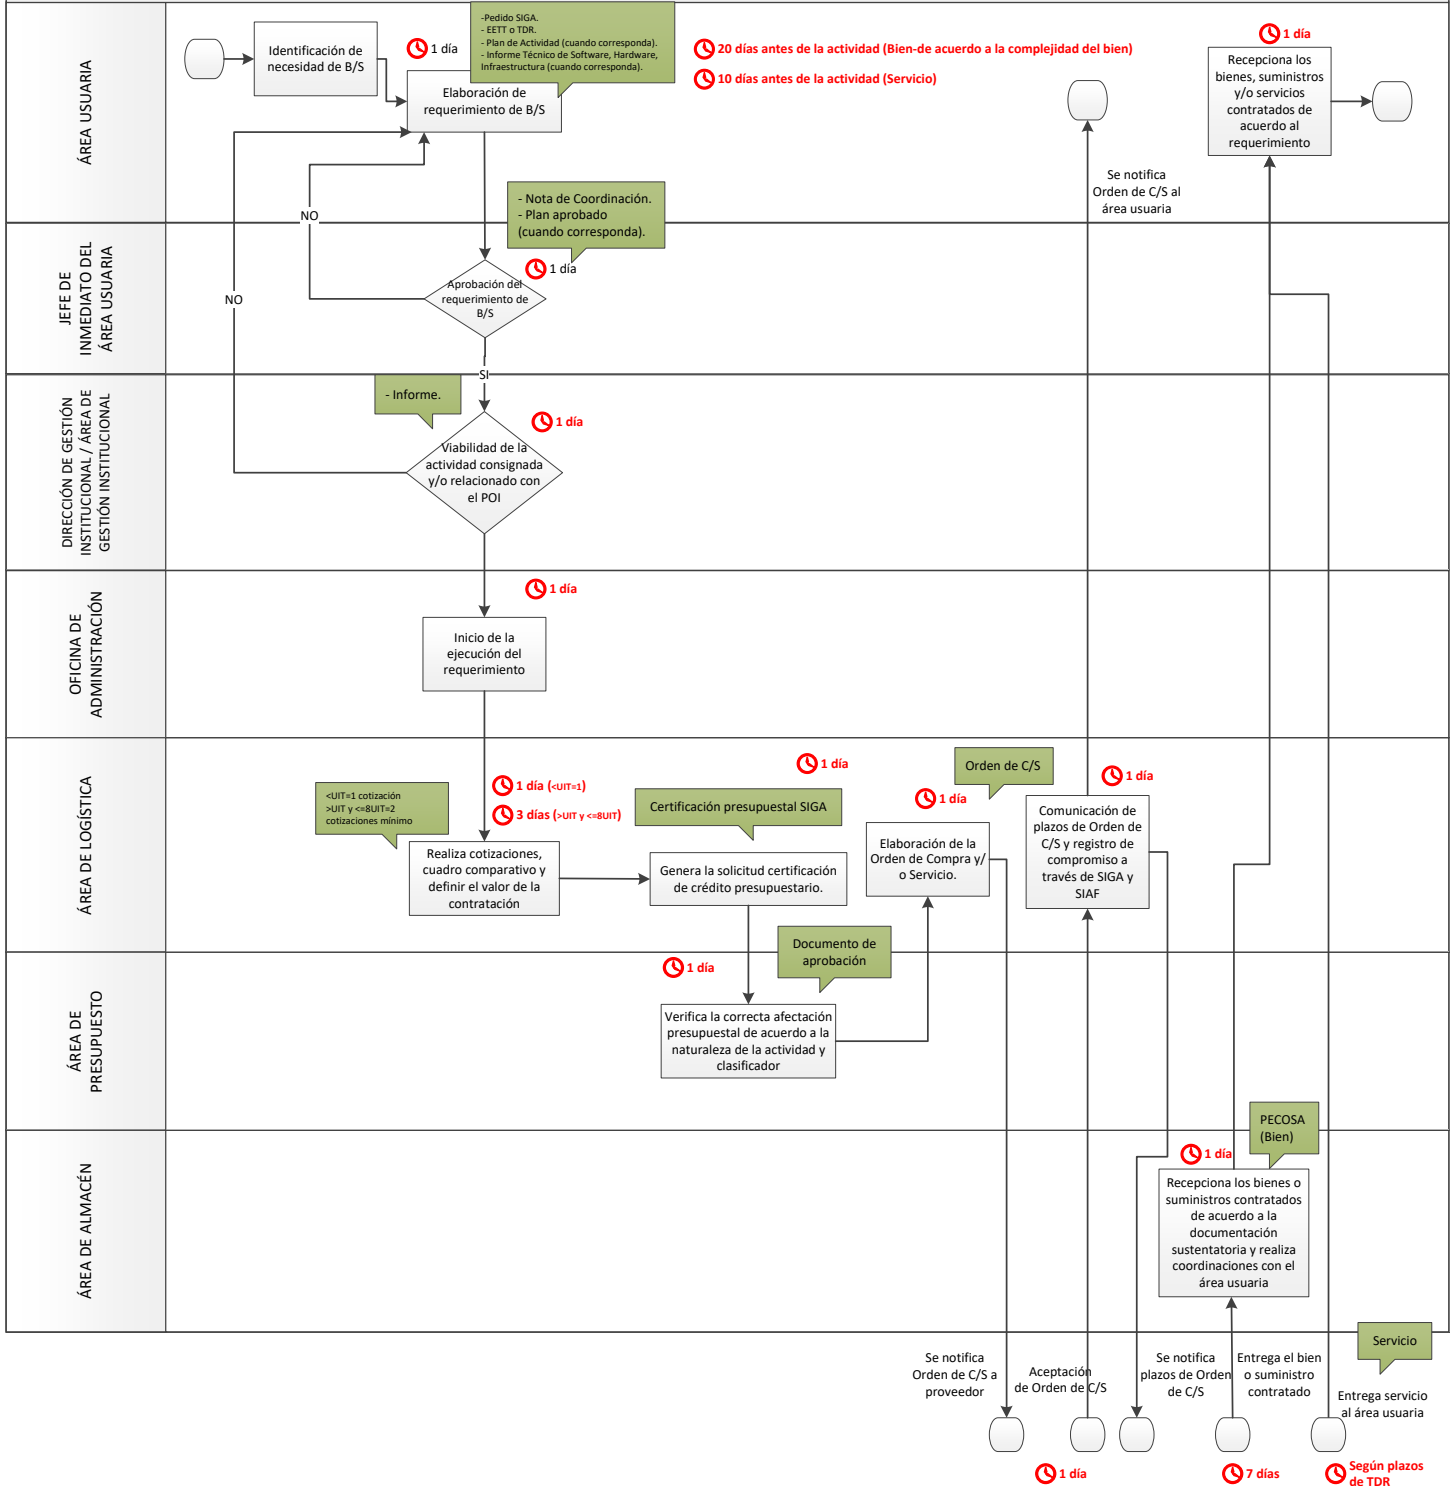 ÁREA USUARIA
Identificación de
necesidad de B/S
1 día
-Pedido SIGA.
- EETT o TDR.
- Plan de Actividad (cuando corresponda).
- Informe Técnico de Software, Hardware,
Infraestructura (cuando corresponda).
Elaboración de
requerimiento de B/S
20 días antes de la actividad (Bien-de acuerdo a la complejidad del bien)
10 días antes de la actividad (Servicio)
1 día
Recepciona los
bienes, suministros
y/o servicios
contratados de
acuerdo al
requerimiento
Se notifica
Orden de C/S al
área usuaria
- Nota de Coordinación.
- Plan aprobado
(cuando corresponda).
NO
JEFE DE
INMEDIATO DEL
ÁREA USUARIA
1 día
Aprobación del
requerimiento de
B/S
NO
SI
DIRECCIÓN DE GESTIÓN
INSTITUCIONAL / ÁREA DE
GESTIÓN INSTITUCIONAL
- Informe.
1 día
Viabilidad de la
actividad consignada
y/o relacionado con
el POI
OFICINA DE
ADMINISTRACIÓN
1 día
Inicio de la
ejecución del
requerimiento
ÁREA DE LOGÍSTICA
<UIT=1 cotización
>UIT y <=8UIT=2
cotizaciones mínimo
1 día (<UIT=1)
3 días (>UIT y <=8UIT)
Realiza cotizaciones,
cuadro comparativo y
definir el valor de la
contratación
1 día
Certificación presupuestal SIGA
Genera la solicitud certificación
de crédito presupuestario.
1 día
Orden de C/S
Elaboración de la
Orden de Compra y/
o Servicio.
1 día
Comunicación de
plazos de Orden de
C/S y registro de
compromiso a
través de SIGA y
SIAF
ÁREA DE
PRESUPUESTO
1 día
Documento de
aprobación
Verifica la correcta afectación
presupuestal de acuerdo a la
naturaleza de la actividad y
clasificador
ÁREA DE ALMACÉN
PECOSA
(Bien)
1 día
Recepciona los bienes o
suministros contratados
de acuerdo a la
documentación
sustentatoria y realiza
coordinaciones con el
área usuaria
Se notifica
Orden de C/S a
proveedor
Aceptación
de Orden de C/S
Se notifica
plazos de Orden
de C/S
Entrega el bien
o suministro
contratado
Servicio
Entrega servicio
al área usuaria
1 día
7 días
Según plazos
de TDR